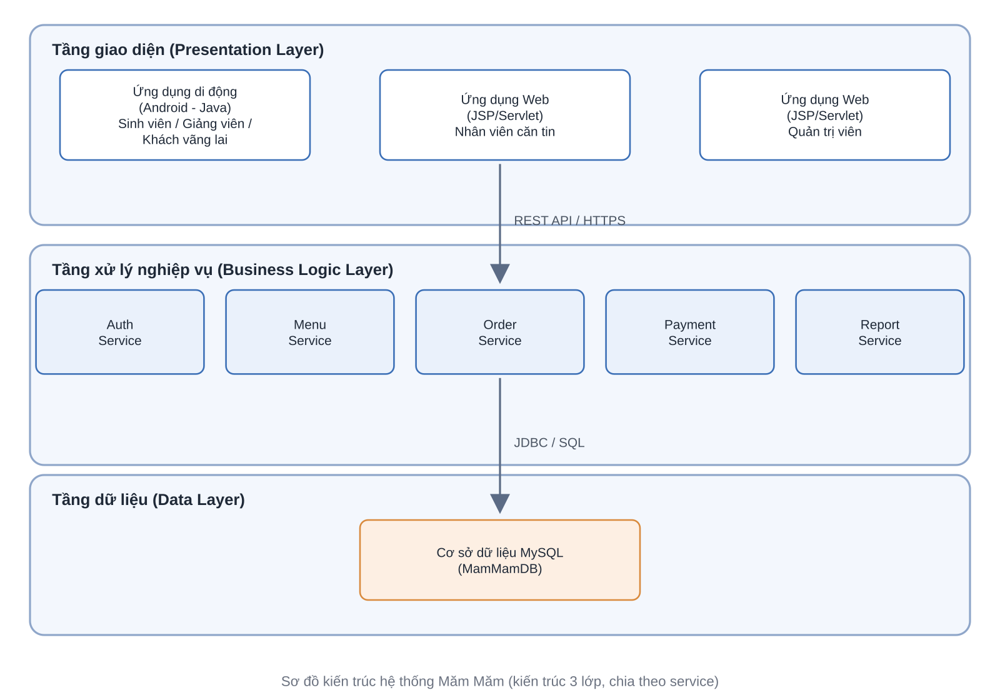 Tầng giao diện (Presentation Layer)
Ứng dụng di động
(Android - Java)
Sinh viên / Giảng viên /
Khách vãng lai
Ứng dụng Web
(JSP/Servlet)
Nhân viên căn tin
Ứng dụng Web
(JSP/Servlet)
Quản trị viên
REST API / HTTPS
Tầng xử lý nghiệp vụ (Business Logic Layer)
Auth
Service
Menu
Service
Order
Service
Payment
Service
Report
Service
JDBC / SQL
Tầng dữ liệu (Data Layer)
Cơ sở dữ liệu MySQL
(MamMamDB)
Sơ đồ kiến trúc hệ thống Măm Măm (kiến trúc 3 lớp, chia theo service)